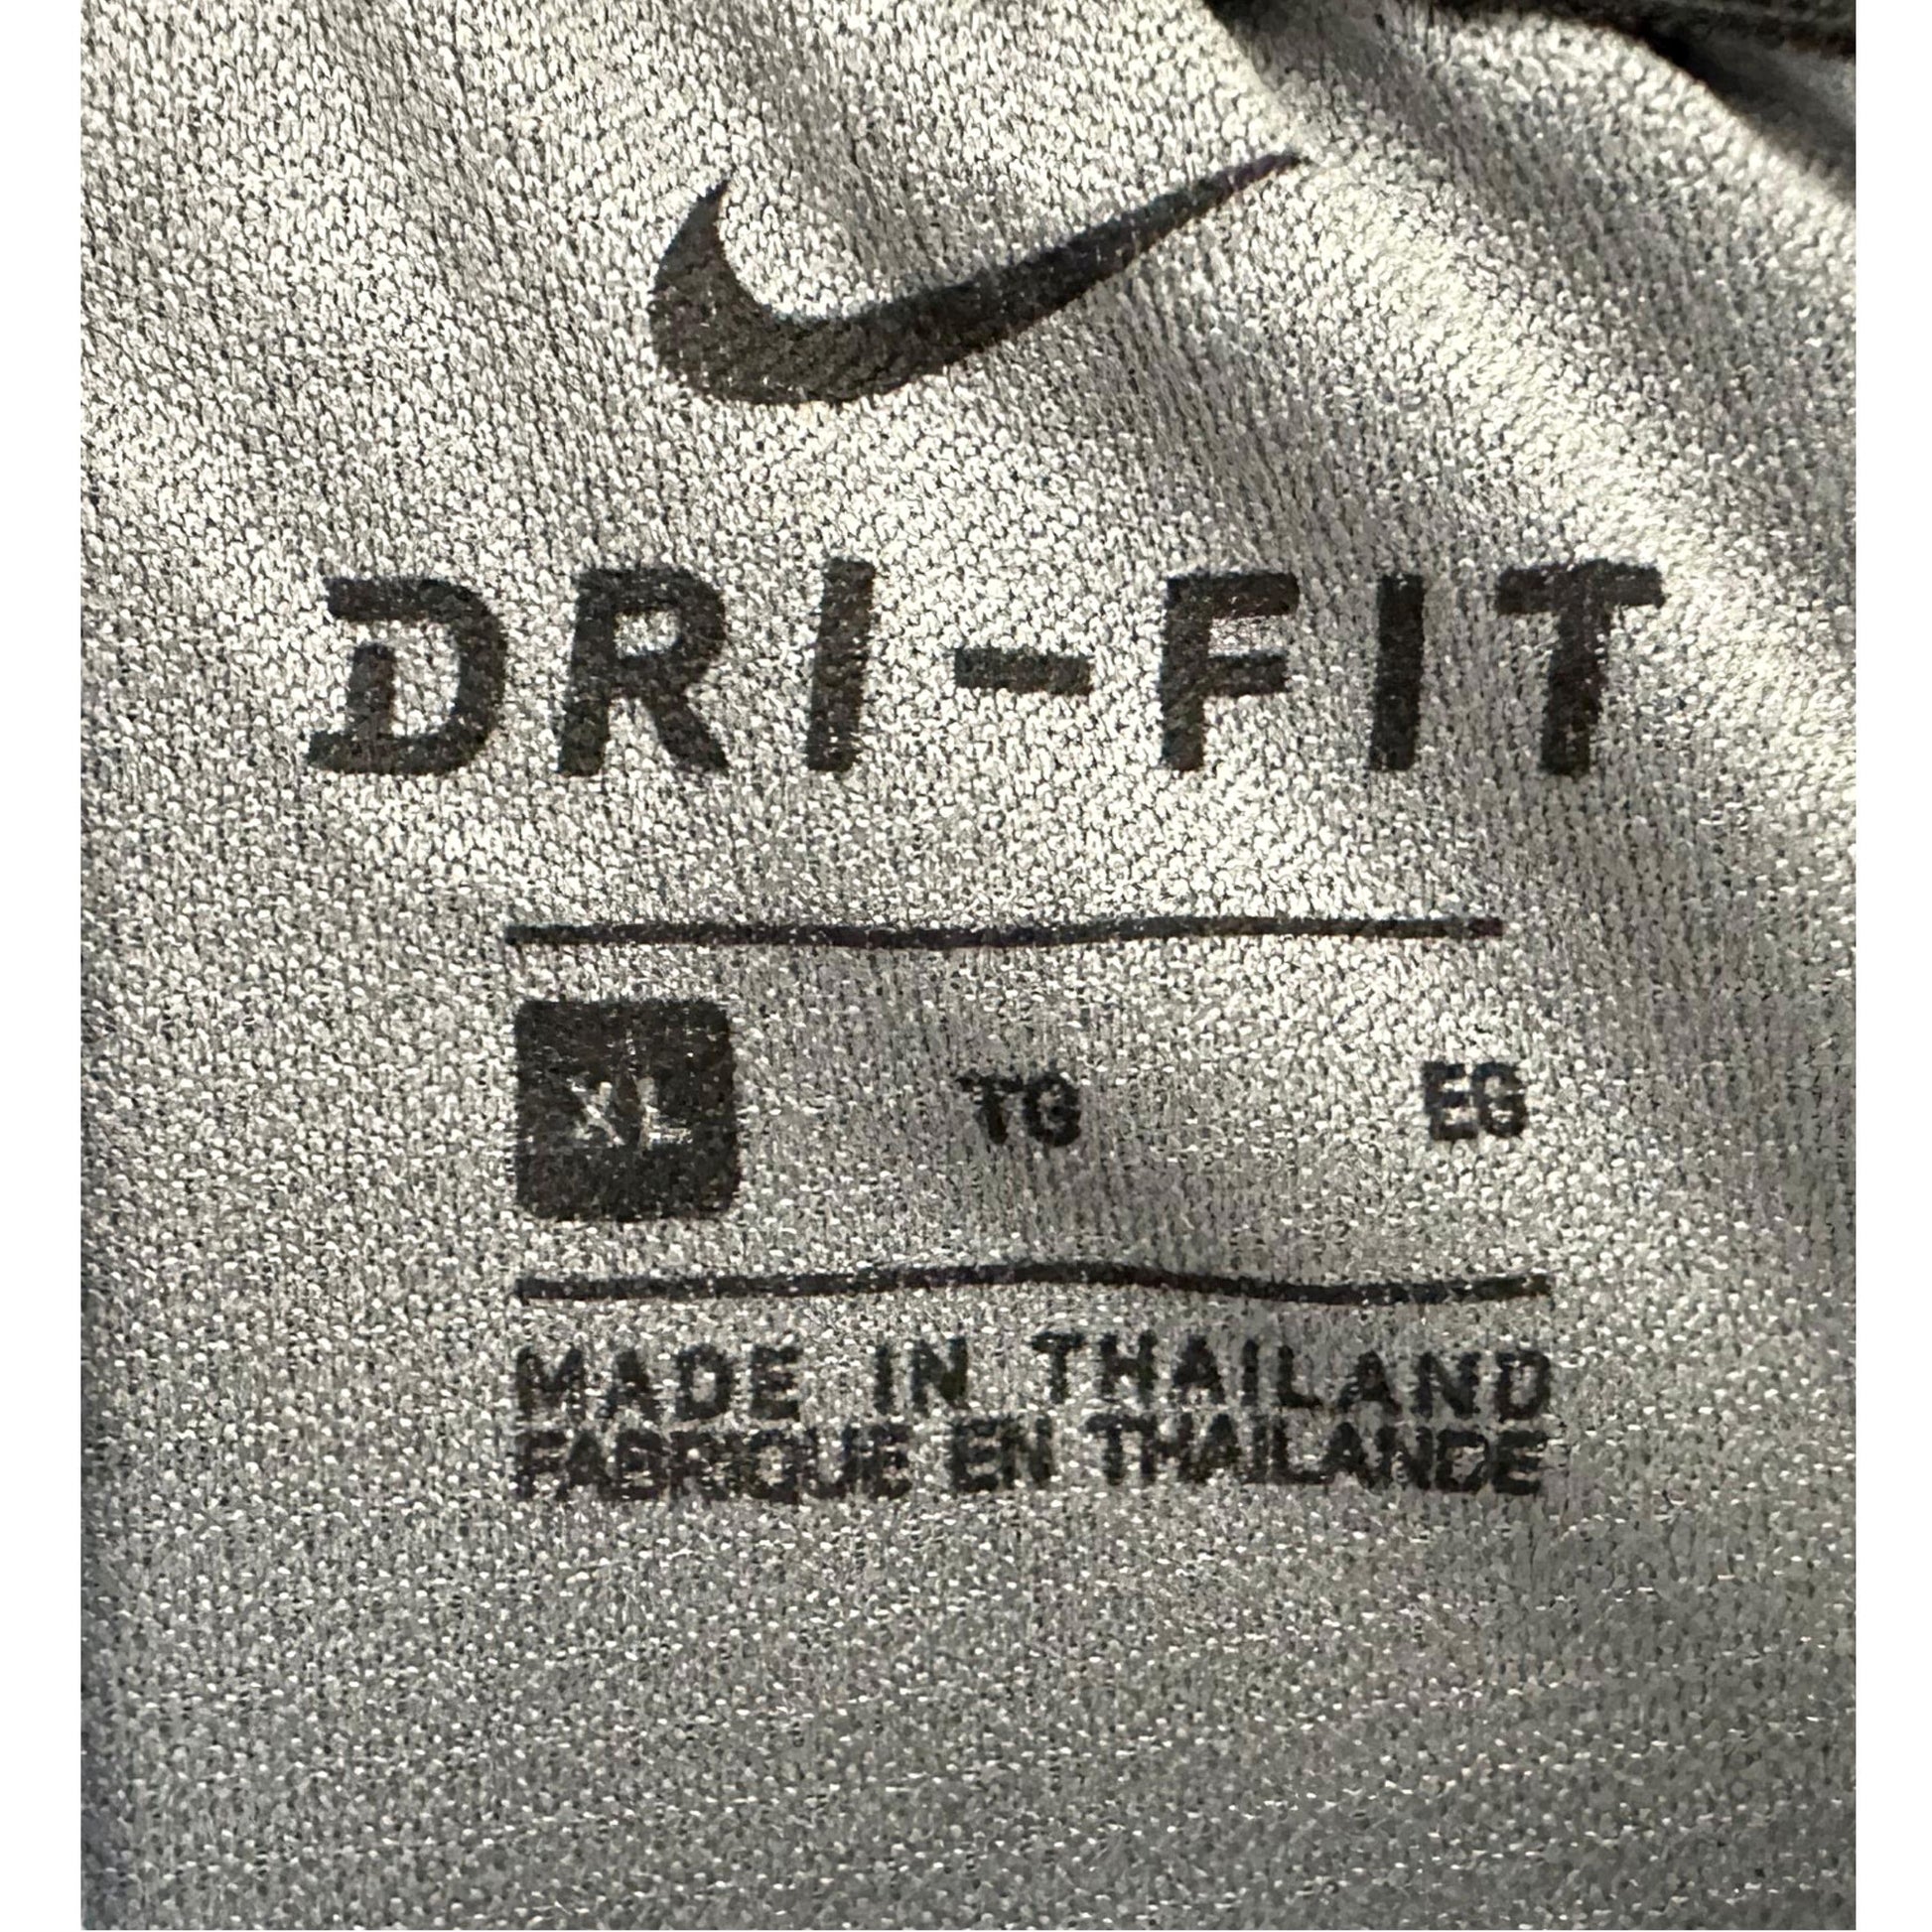 DRI-FIT
XL TG EG
MADE IN THAILAND
FABRIQUE EN THAILANDE